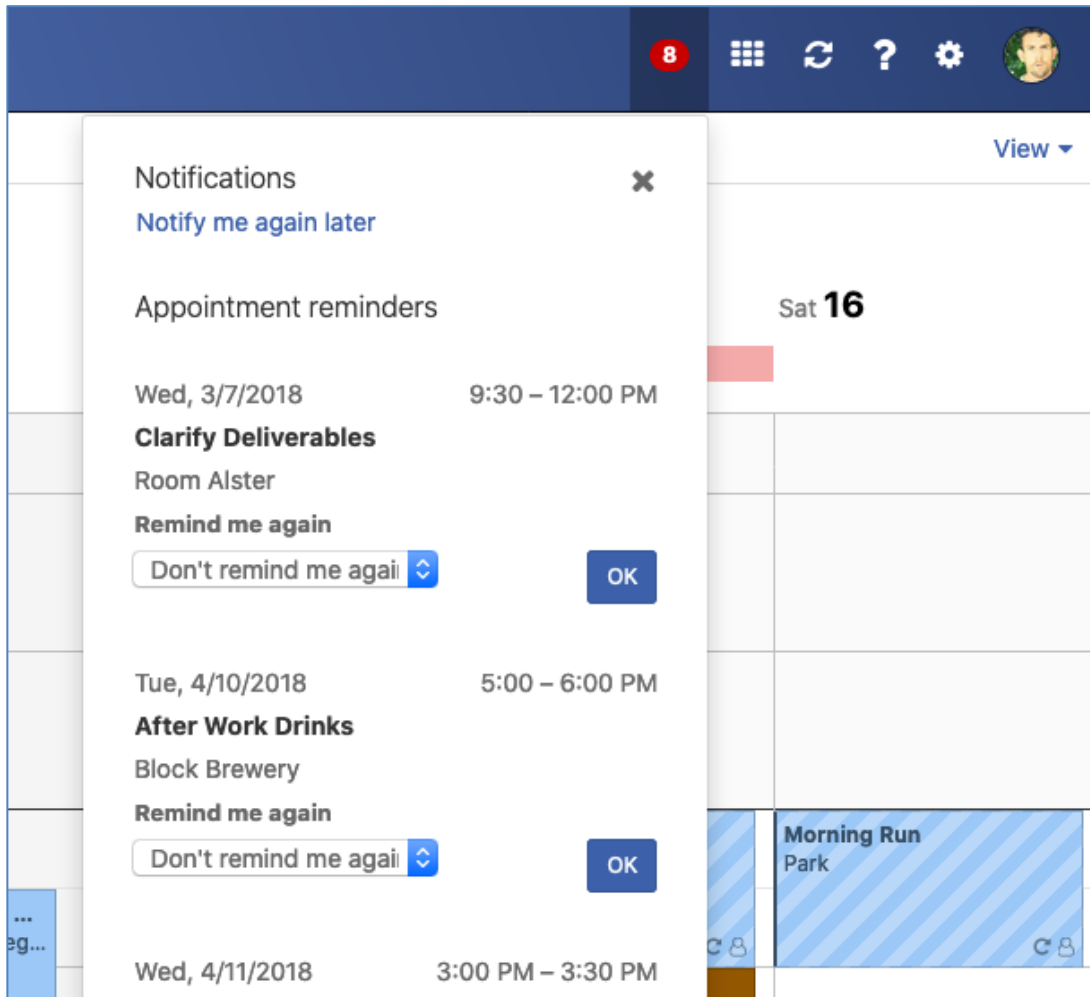 8
?
View
Notifications
Notify me again later
Appointment reminders
Sat 16
Wed, 3/7/2018 9:30 – 12:00 PM
Clarify Deliverables
Room Alster
Remind me again
Don't remind me agai
OK
Tue, 4/10/2018 5:00 – 6:00 PM
After Work Drinks
Block Brewery
Remind me again
Don't remind me agai
OK
Morning Run
Park
...
eg...
Wed, 4/11/2018 3:00 PM – 3:30 PM